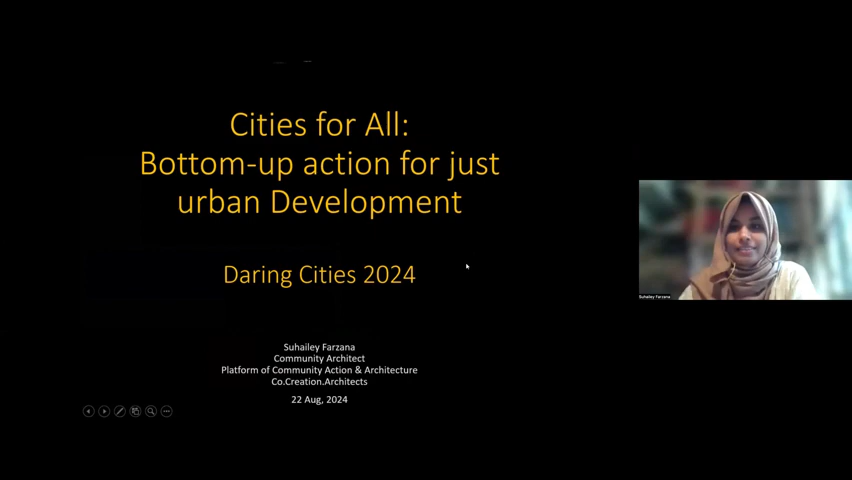 Cities for All:
Bottom-up action for just
urban Development
Daring Cities 2024
Suhailey Farzana
Community Architect
Platform of Community Action & Architecture
Co.Creation.Architects
22 Aug, 2024
Suhailey Farzana